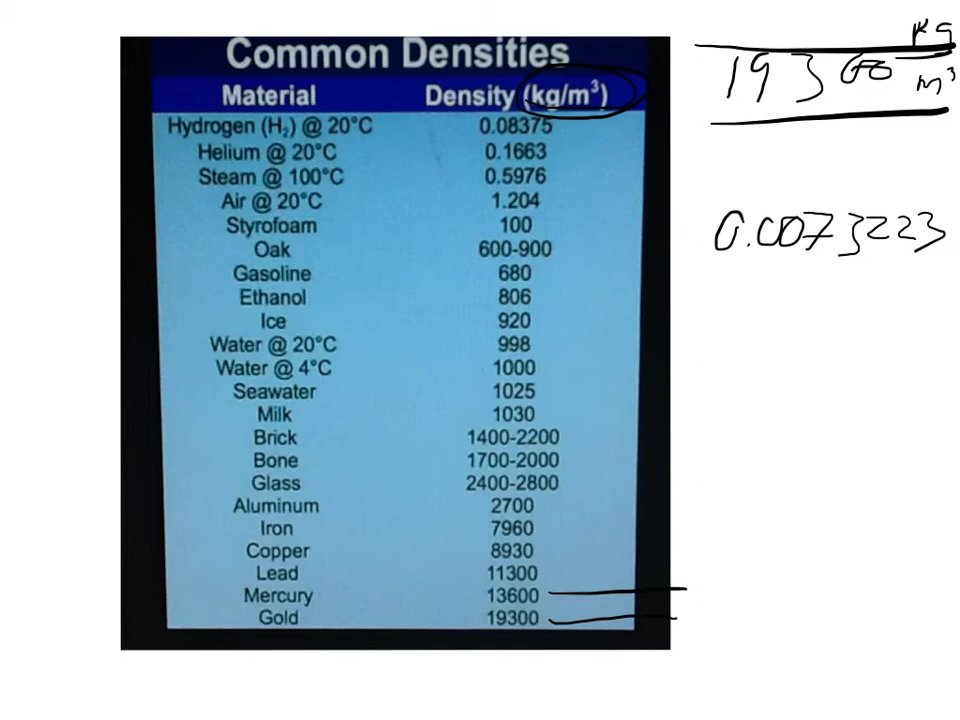 Common Densities
Material Density (kg/m³)
Hydrogen (H₂) @ 20°C 0.08375
Helium @ 20°C 0.1663
Steam @ 100°C 0.5976
Air @ 20°C 1.204
Styrofoam 100
Oak 600-900
Gasoline 680
Ethanol 806
Ice 920
Water @ 20°C 998
Water @ 4°C 1000
Seawater 1025
Milk 1030
Brick 1400-2200
Bone 1700-2000
Glass 2400-2800
Aluminum 2700
Iron 7960
Copper 8930
Lead 11300
Mercury 13600
Gold 19300
19300 kg/m³
0.0073223